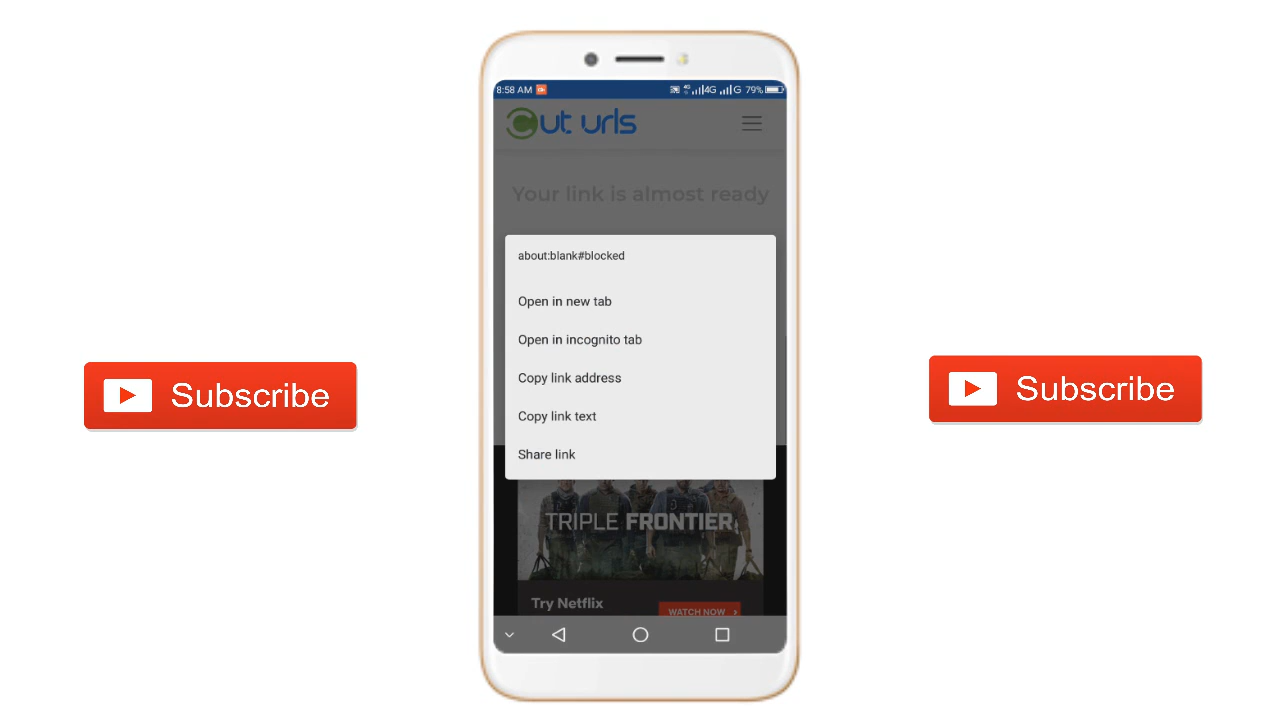 8:58 AM 4G 4G G 79%
Cut urls
Your link is almost ready
about:blank#blocked
Open in new tab
Open in incognito tab
Copy link address
Copy link text
Share link
Subscribe
Subscribe
TRIPLE FRONTIER
Try Netflix
WATCH NOW